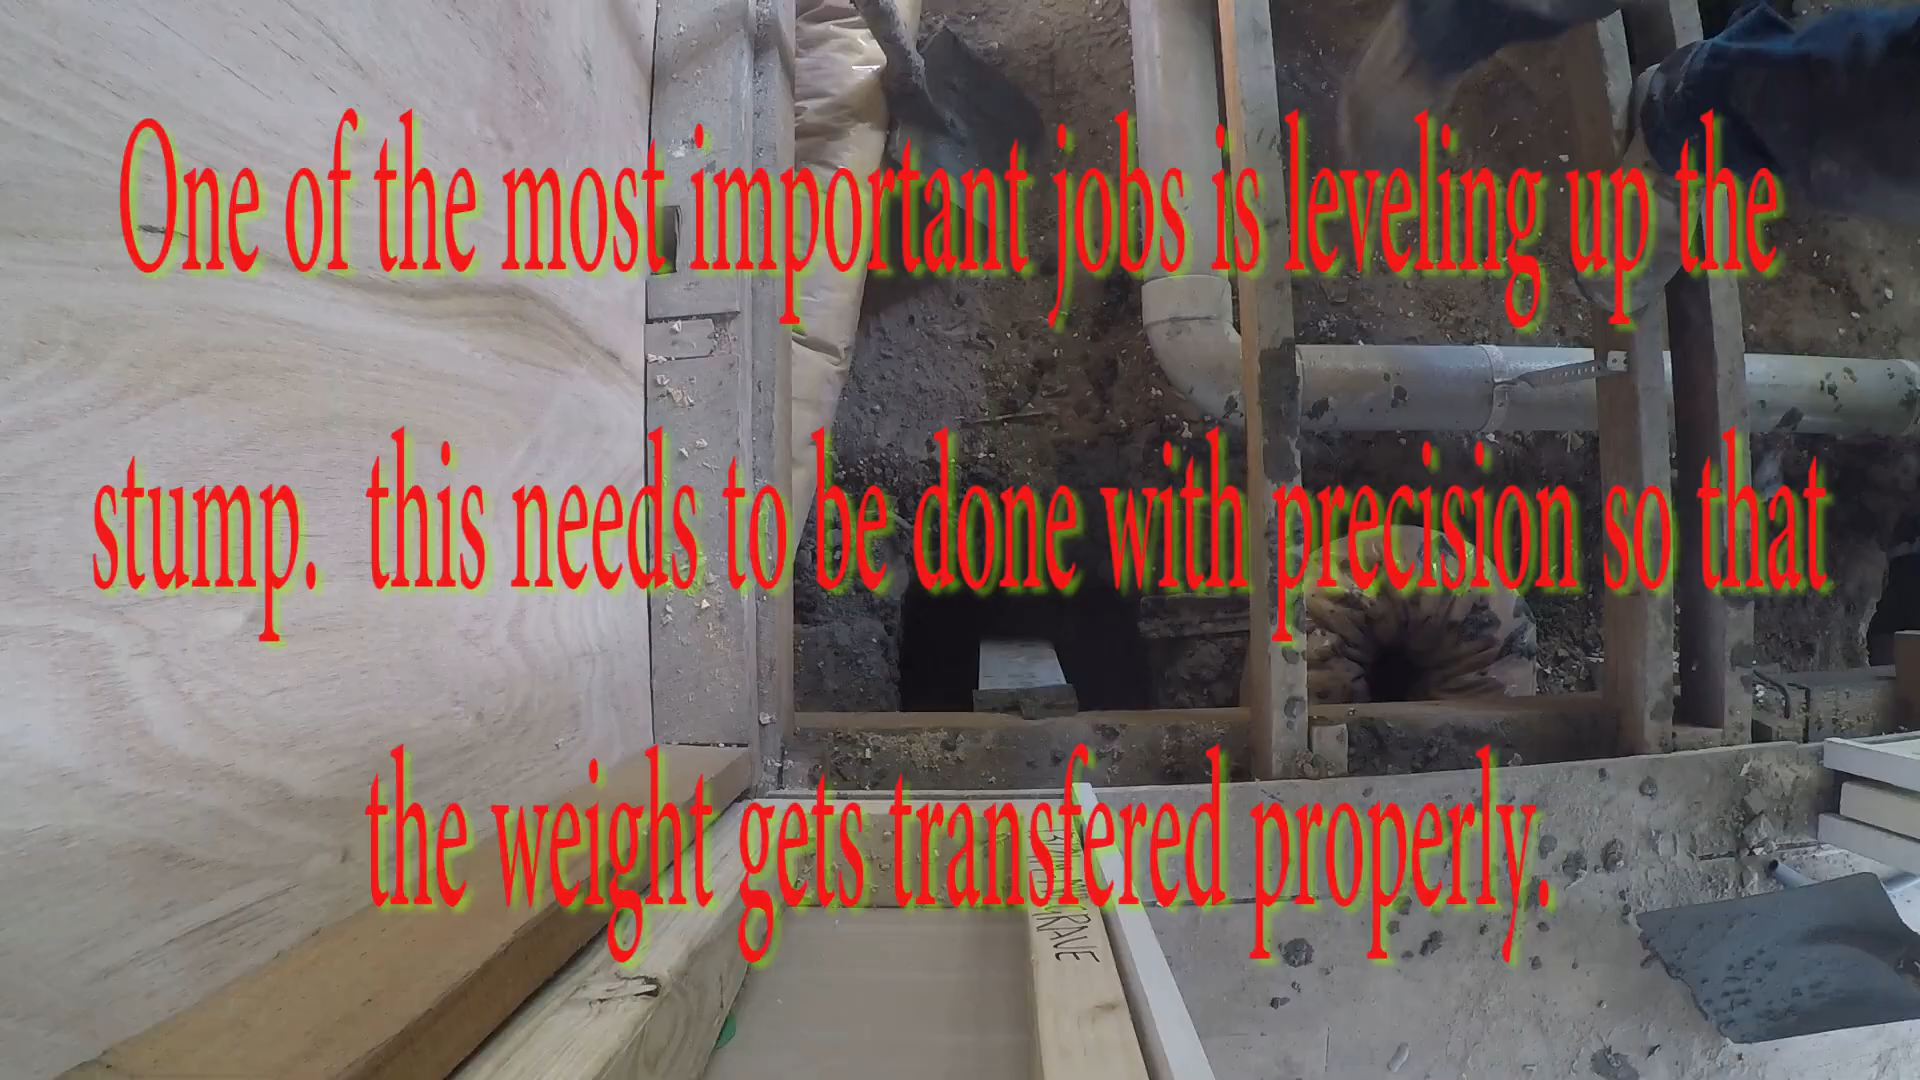 One of the most important jobs is leveling up the
stump. this needs to be done with precision so that
the weight gets transfered properly.